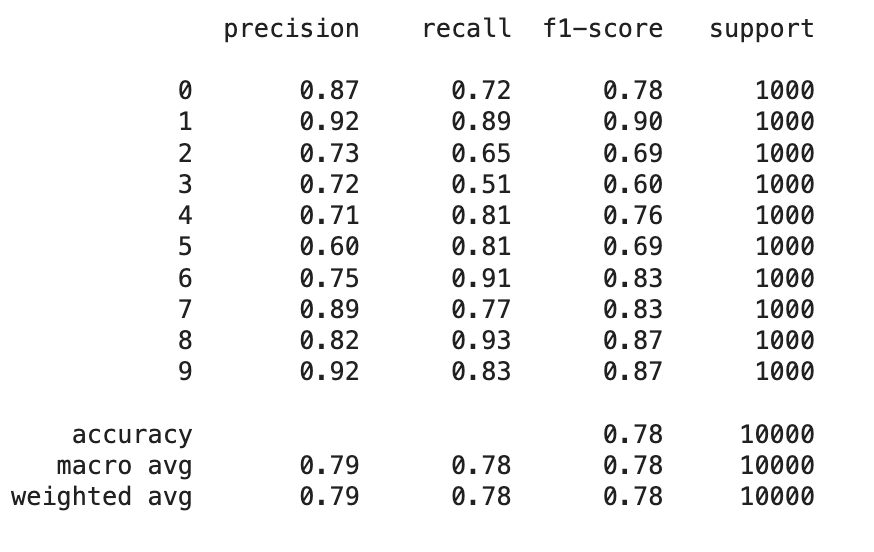 precision recall f1-score support
0 0.87 0.72 0.78 1000
1 0.92 0.89 0.90 1000
2 0.73 0.65 0.69 1000
3 0.72 0.51 0.60 1000
4 0.71 0.81 0.76 1000
5 0.60 0.81 0.69 1000
6 0.75 0.91 0.83 1000
7 0.89 0.77 0.83 1000
8 0.82 0.93 0.87 1000
9 0.92 0.83 0.87 1000
accuracy 0.78 10000
macro avg 0.79 0.78 0.78 10000
weighted avg 0.79 0.78 0.78 10000